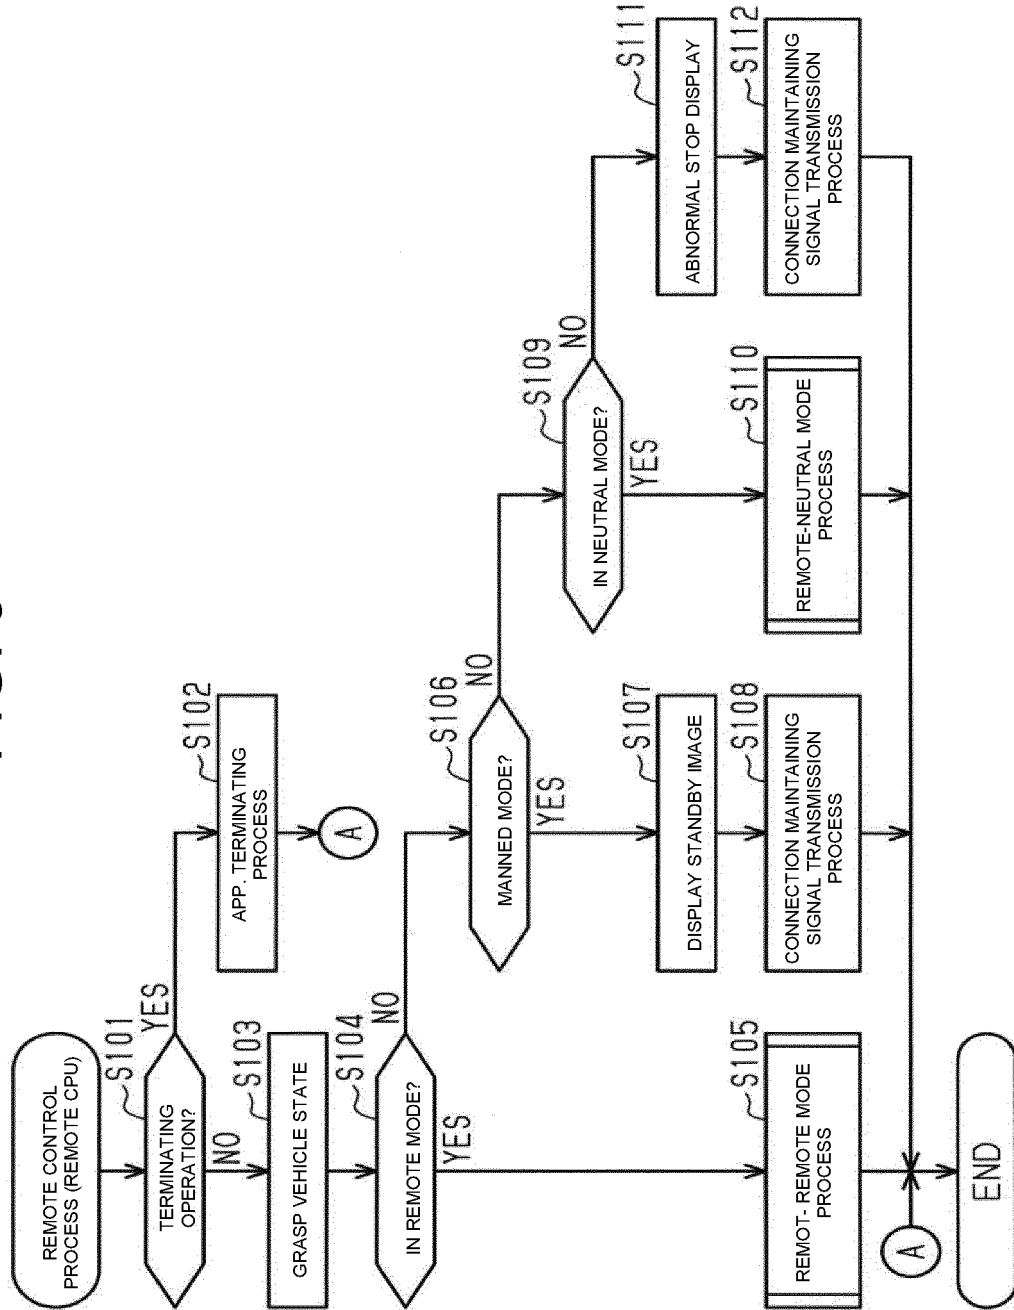 REMOTE CONTROL
PROCESS (REMOTE CPU)
S101
TERMINATING
OPERATION?
YES
NO
S102
APP. TERMINATING
PROCESS
A
S103
GRASP VEHICLE STATE
S104
IN REMOTE MODE?
NO
YES
S105
REMOT- REMOTE MODE
PROCESS
S106
MANNED MODE?
NO
YES
S107
DISPLAY STANDBY IMAGE
S108
CONNECTION MAINTAINING
SIGNAL TRANSMISSION
PROCESS
S109
IN NEUTRAL MODE?
NO
YES
S110
REMOTE-NEUTRAL MODE
PROCESS
S111
ABNORMAL STOP DISPLAY
S112
CONNECTION MAINTAINING
SIGNAL TRANSMISSION
PROCESS
A
END